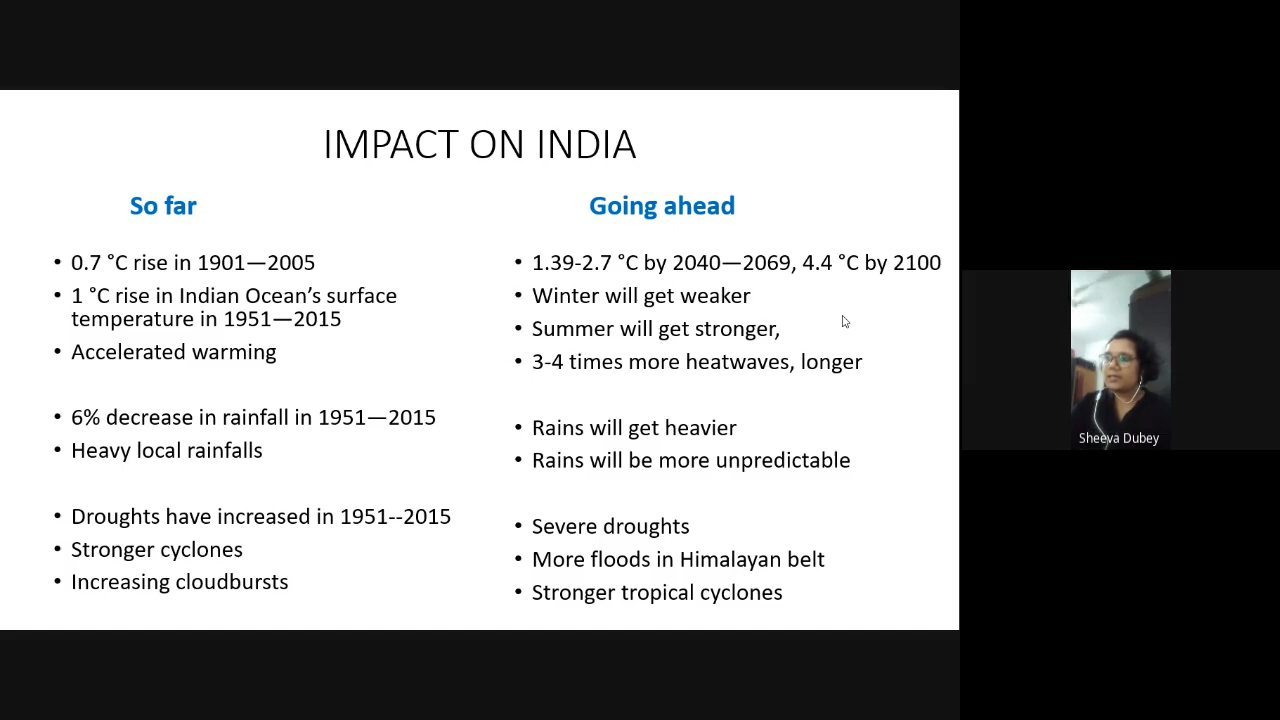 IMPACT ON INDIA
So far
• 0.7 °C rise in 1901—2005
• 1 °C rise in Indian Ocean's surface
temperature in 1951—2015
• Accelerated warming
• 6% decrease in rainfall in 1951—2015
• Heavy local rainfalls
• Droughts have increased in 1951--2015
• Stronger cyclones
• Increasing cloudbursts
Going ahead
• 1.39-2.7 °C by 2040—2069, 4.4 °C by 2100
• Winter will get weaker
• Summer will get stronger,
• 3-4 times more heatwaves, longer
• Rains will get heavier
• Rains will be more unpredictable
• Severe droughts
• More floods in Himalayan belt
• Stronger tropical cyclones
Sheeva Dubey